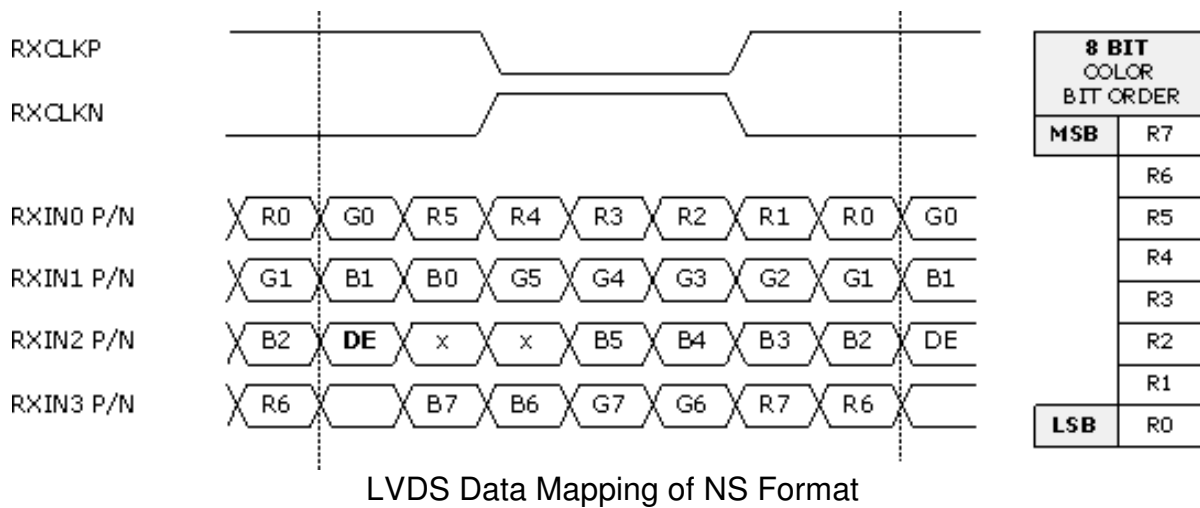 RXCLKP
RXCLKN
RXIN0 P/N R0 G0 R5 R4 R3 R2 R1 R0 G0
RXIN1 P/N G1 B1 B0 G5 G4 G3 G2 G1 B1
RXIN2 P/N B2 DE x x B5 B4 B3 B2 DE
RXIN3 P/N R6 B7 B6 G7 G6 R7 R6
8 BIT
COLOR
BIT ORDER
MSB R7
R6
R5
R4
R3
R2
R1
LSB R0
LVDS Data Mapping of NS Format